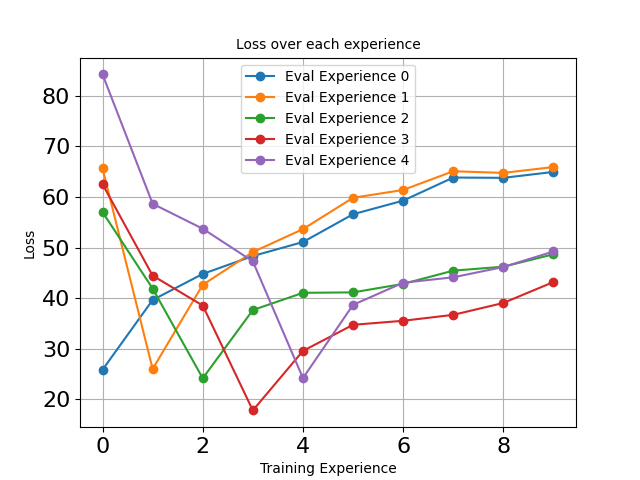 Loss over each experience
Eval Experience 0
Eval Experience 1
Eval Experience 2
Eval Experience 3
Eval Experience 4
Loss
80
70
60
50
40
30
20
0 2 4 6 8
Training Experience